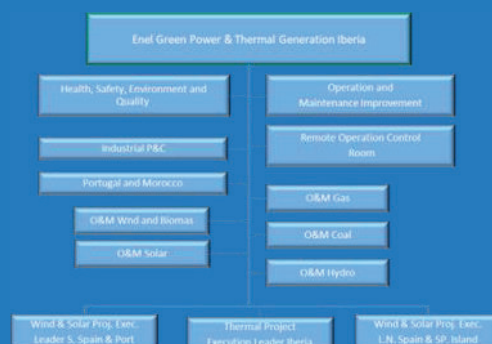 Enel Green Power & Thermal Generation Iberia
Health, Safety, Environment and
Quality
Operation and
Maintenance Improvement
Industrial P&C
Remote Operation Control
Room
Portugal and Morocco
O&M Gas
O&M Wnd and Biomas
O&M Coal
O&M Solar
O&M Hydro
Wind & Solar Proj. Exec.
Leader S. Spain & Port
Thermal Project
Execution Leader Iberia
Wind & Solar Proj. Exec.
L.N. Spain & SP. Island